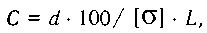 C = d · 100/ [σ] · L,